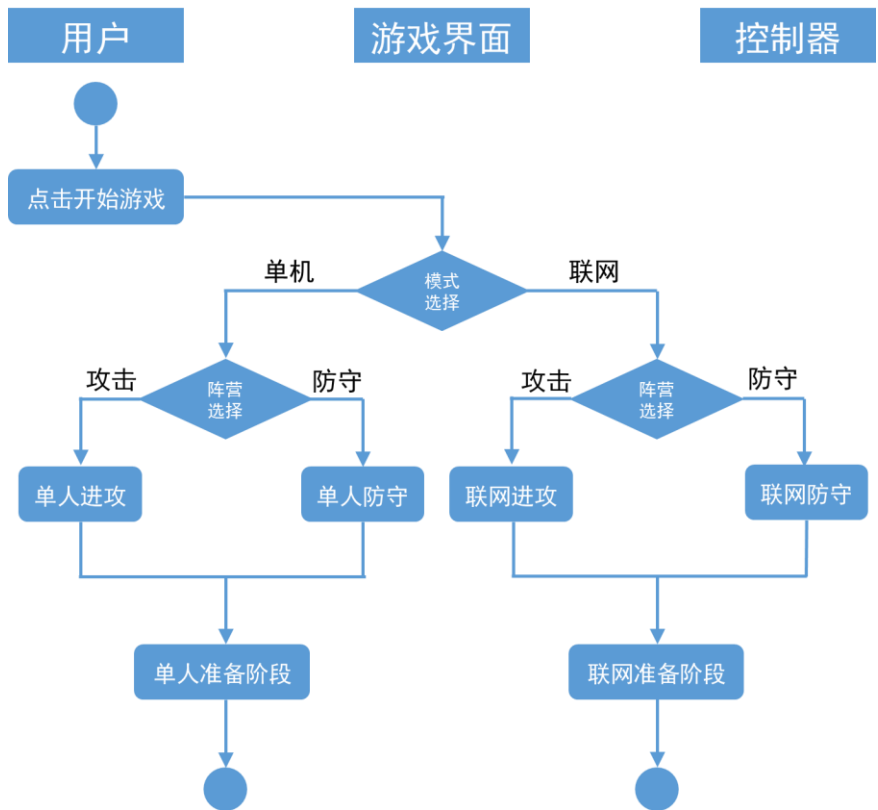 用户
游戏界面
控制器
点击开始游戏
单机
模式
选择
联网
攻击
阵营
选择
防守
攻击
阵营
选择
防守
单人进攻
单人防守
联网进攻
联网防守
单人准备阶段
联网准备阶段